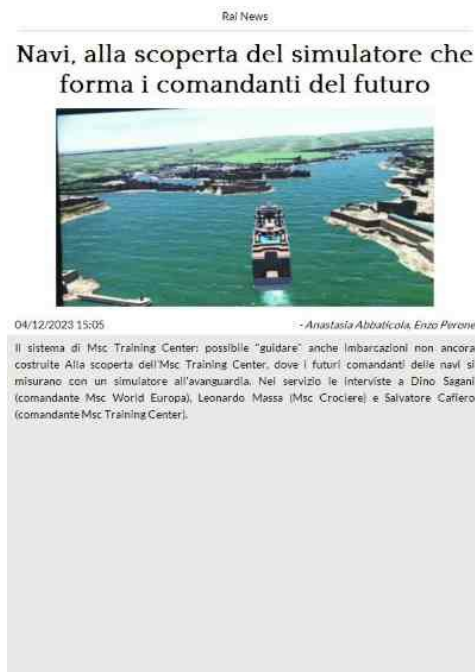 Rai News
Navi, alla scoperta del simulatore che
forma i comandanti del futuro
04/12/2023 15:05
- Anastasia Abbaticola, Enzo Perone
Il sistema di Msc Training Center: possibile "guidare" anche imbarcazioni non ancora
costruite Alla scoperta dell'Msc Training Center, dove i futuri comandanti delle navi si
misurano con un simulatore all'avanguardia. Nel servizio le interviste a Dino Sagani
(comandante Msc World Europa), Leonardo Massa (Msc Crociere) e Salvatore Cafiero
(comandante Msc Training Center).